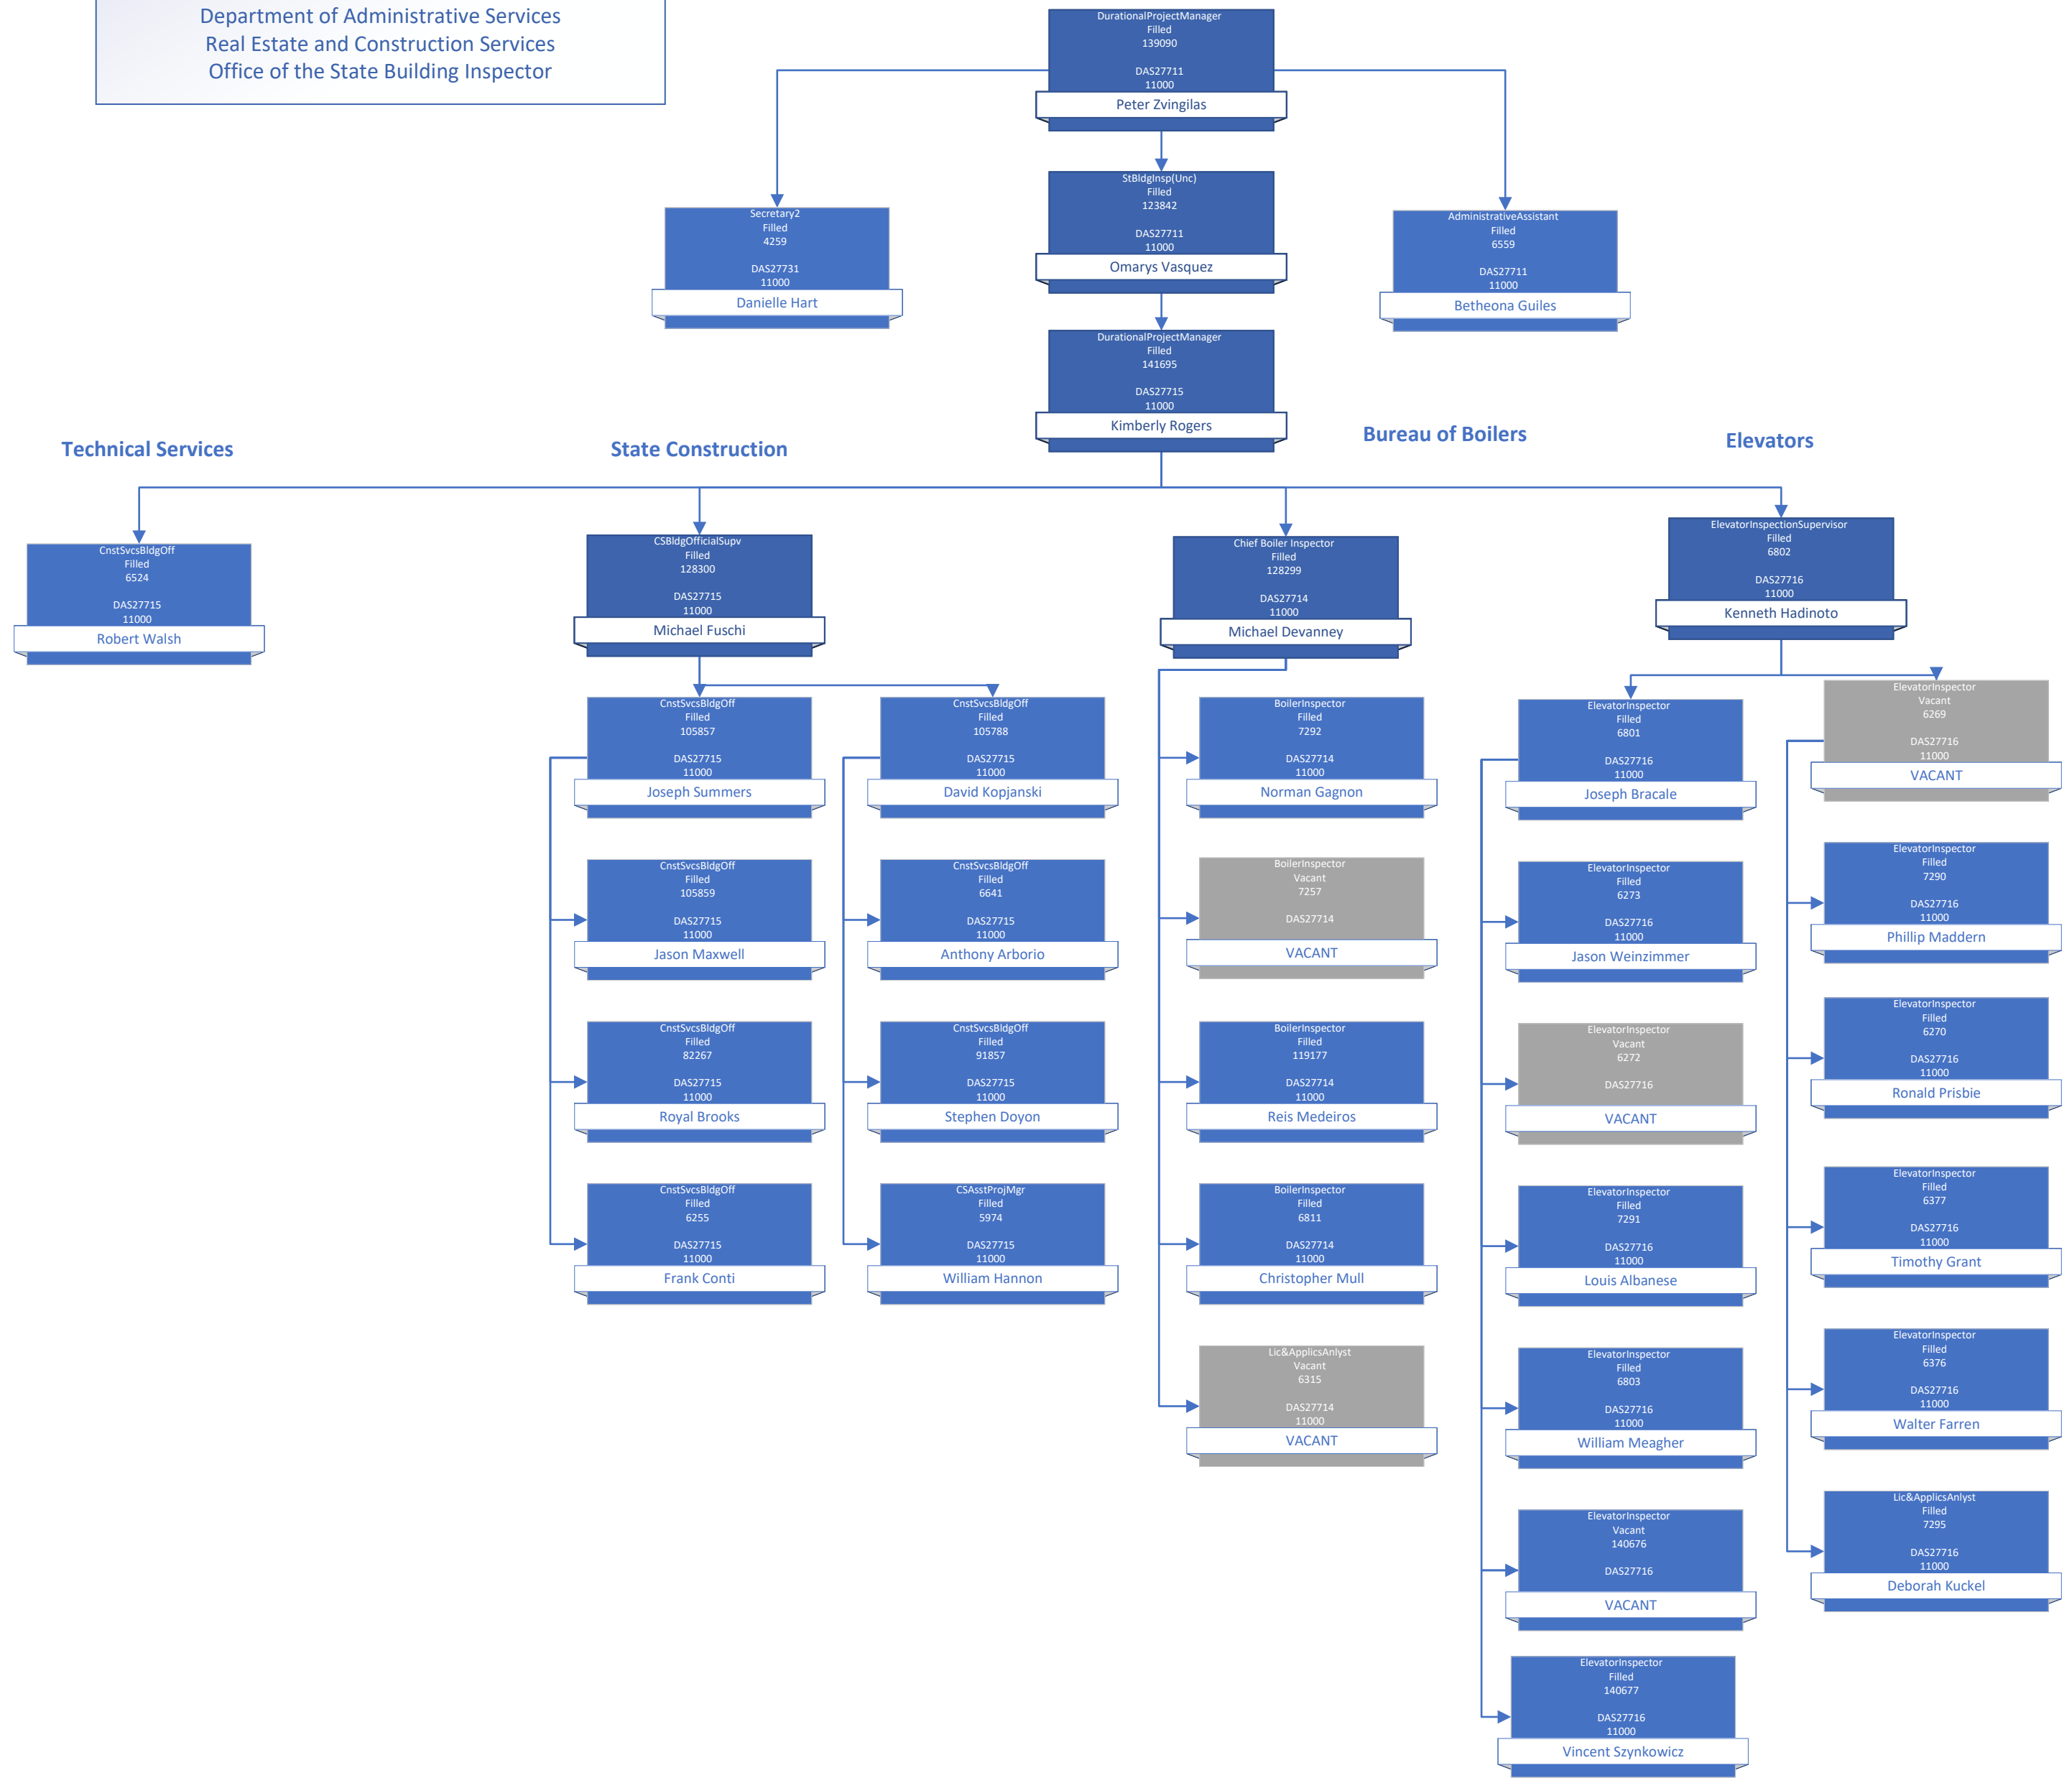 Department of Administrative Services
Real Estate and Construction Services
Office of the State Building Inspector
DurationalProjectManager
Filled
139090
DAS27711
11000
Peter Zvingilas
Secretary2
Filled
4259
DAS27731
11000
Danielle Hart
StBldgInsp(Unc)
Filled
123842
DAS27711
11000
Omarys Vasquez
AdministrativeAssistant
Filled
6559
DAS27711
11000
Betheona Guiles
DurationalProjectManager
Filled
141695
DAS27715
11000
Kimberly Rogers
Technical Services
State Construction
Bureau of Boilers
Elevators
CnstSvcsBldgOff
Filled
6524
DAS27715
11000
Robert Walsh
CSBldgOfficialSupv
Filled
128300
DAS27715
11000
Michael Fuschi
Chief Boiler Inspector
Filled
128299
DAS27714
11000
Michael Devanney
ElevatorInspectionSupervisor
Filled
6802
DAS27716
11000
Kenneth Hadinoto
CnstSvcsBldgOff
Filled
105857
DAS27715
11000
Joseph Summers
CnstSvcsBldgOff
Filled
105859
DAS27715
11000
Jason Maxwell
CnstSvcsBldgOff
Filled
82267
DAS27715
11000
Royal Brooks
CnstSvcsBldgOff
Filled
6255
DAS27715
11000
Frank Conti
CnstSvcsBldgOff
Filled
105788
DAS27715
11000
David Kopjanski
CnstSvcsBldgOff
Filled
6641
DAS27715
11000
Anthony Arborio
CnstSvcsBldgOff
Filled
91857
DAS27715
11000
Stephen Doyon
CSAsstProjMgr
Filled
5974
DAS27715
11000
William Hannon
BoilerInspector
Filled
7292
DAS27714
11000
Norman Gagnon
BoilerInspector
Vacant
7257
DAS27714
VACANT
BoilerInspector
Filled
119177
DAS27714
11000
Reis Medeiros
BoilerInspector
Filled
6811
DAS27714
11000
Christopher Mull
Lic&ApplicsAnlyst
Vacant
6315
DAS27714
11000
VACANT
ElevatorInspector
Filled
6801
DAS27716
11000
Joseph Bracale
ElevatorInspector
Filled
6273
DAS27716
11000
Jason Weinzimmer
ElevatorInspector
Vacant
6272
DAS27716
VACANT
ElevatorInspector
Filled
7291
DAS27716
11000
Louis Albanese
ElevatorInspector
Filled
6803
DAS27716
11000
William Meagher
ElevatorInspector
Vacant
140676
DAS27716
VACANT
ElevatorInspector
Filled
140677
DAS27716
11000
Vincent Szynkowicz
ElevatorInspector
Vacant
6269
DAS27716
11000
VACANT
ElevatorInspector
Filled
7290
DAS27716
11000
Phillip Maddern
ElevatorInspector
Filled
6270
DAS27716
11000
Ronald Prisbie
ElevatorInspector
Filled
6377
DAS27716
11000
Timothy Grant
ElevatorInspector
Filled
6376
DAS27716
11000
Walter Farren
Lic&ApplicsAnlyst
Filled
7295
DAS27716
11000
Deborah Kuckel